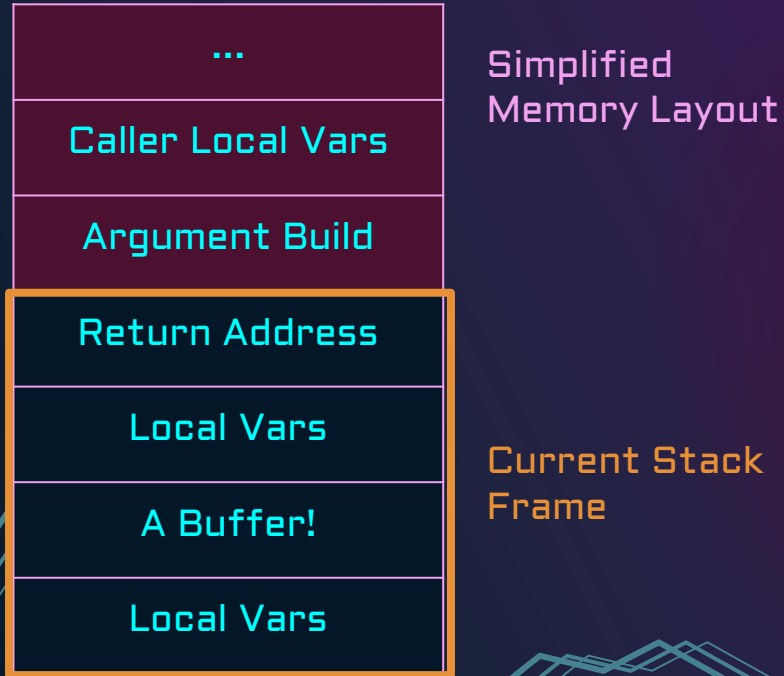 ...
Simplified
Memory Layout
Caller Local Vars
Argument Build
Return Address
Local Vars
Current Stack
Frame
A Buffer!
Local Vars